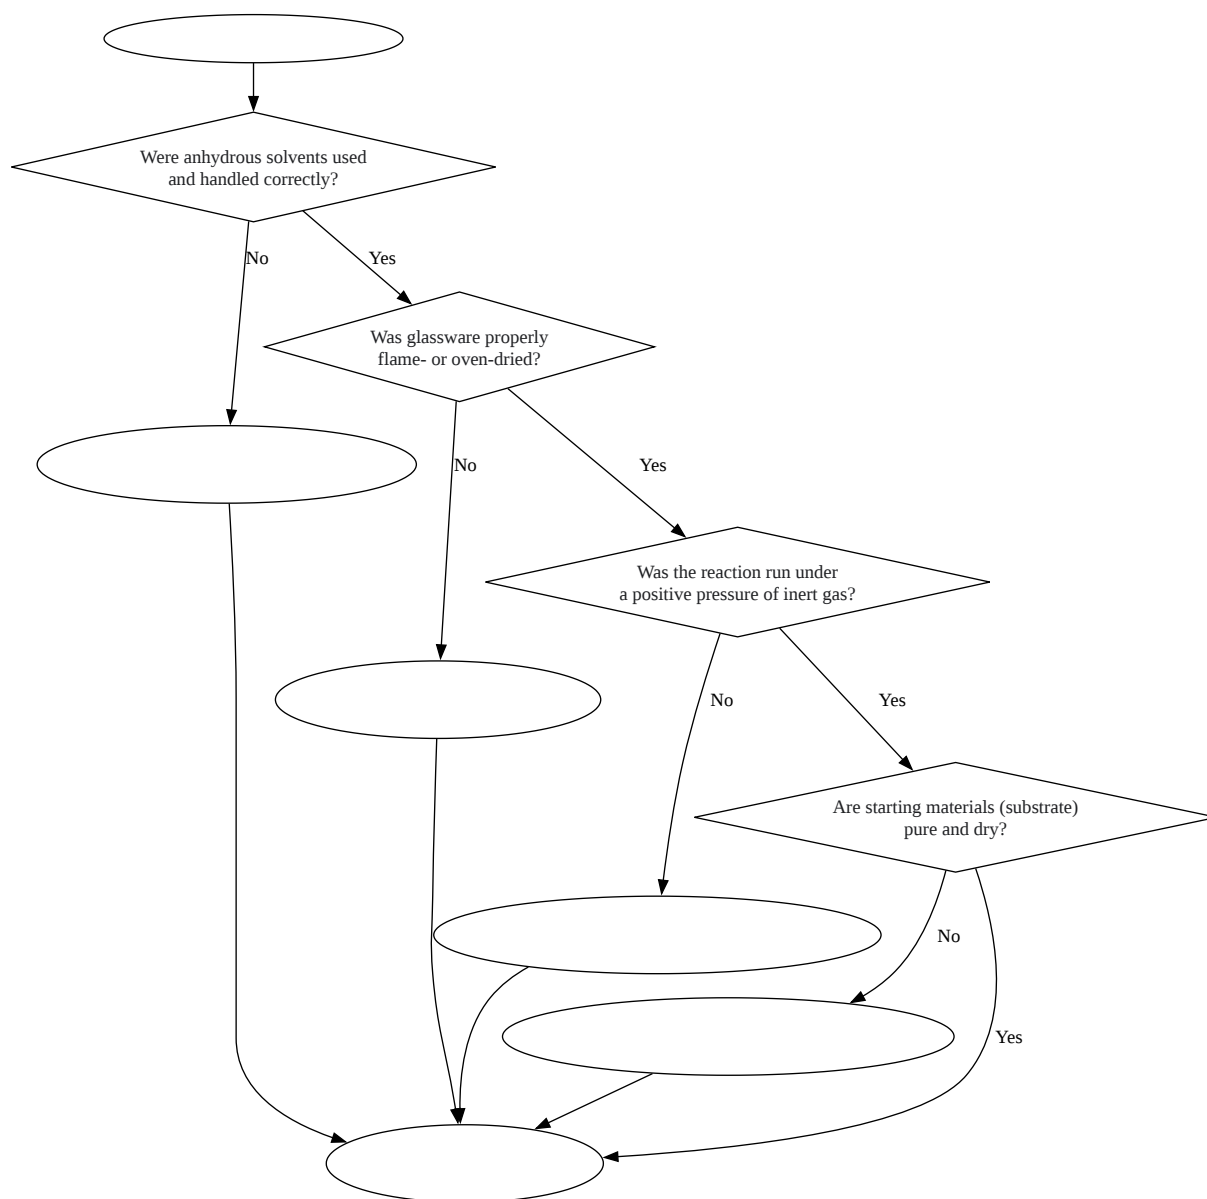 Were anhydrous solvents used
and handled correctly?
No
Yes
Was glassware properly
flame- or oven-dried?
No
Yes
Was the reaction run under
a positive pressure of inert gas?
No
Yes
Are starting materials (substrate)
pure and dry?
No
Yes